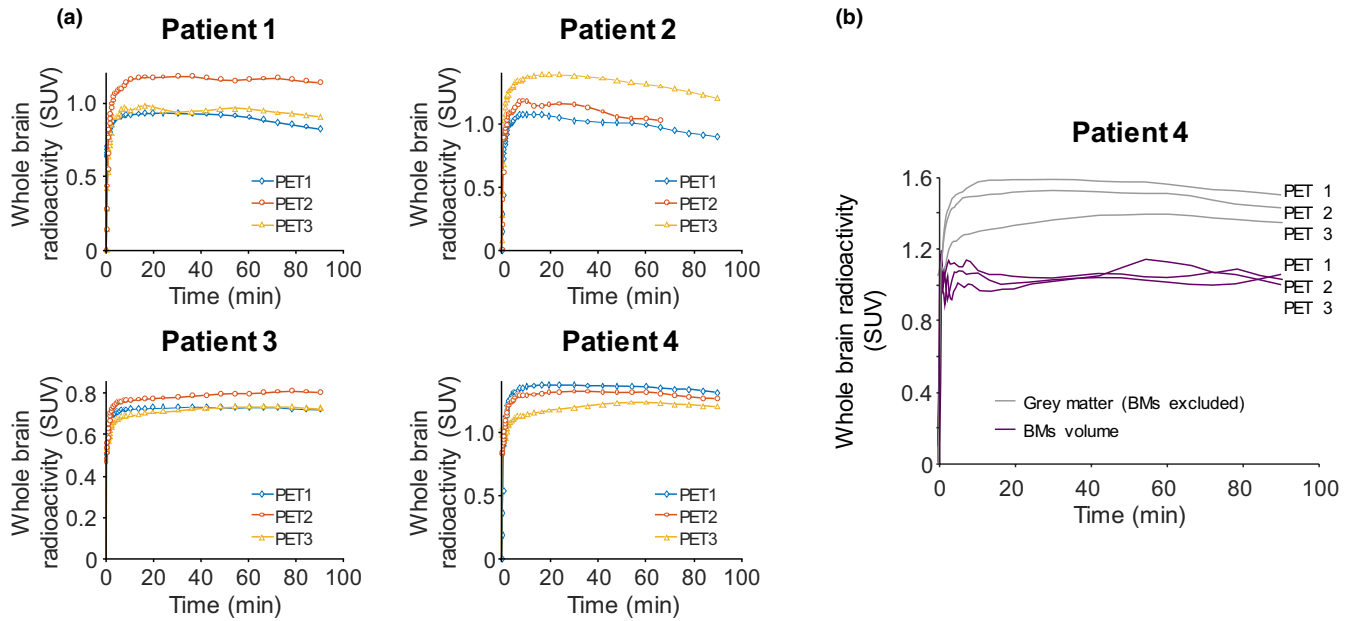 (a)
Patient 1
Whole brain
radioactivity (SUV)
1.0
0.5
0
PET1
PET2
PET3
0 20 40 60 80 100
Time (min)
Patient 2
Whole brain
radioactivity (SUV)
1.0
0.5
0
PET1
PET2
PET3
0 20 40 60 80 100
Time (min)
Patient 3
Whole brain
radioactivity (SUV)
0.8
0.6
0.4
0.2
0
PET1
PET2
PET3
0 20 40 60 80 100
Time (min)
Patient 4
Whole brain
radioactivity (SUV)
1.0
1.5
0
PET1
PET2
PET3
0 20 40 60 80 100
Time (min)
(b)
Patient 4
Whole brain radioactivity
(SUV)
1.6
1.2
0.8
1.4
0
PET 1
PET 2
PET 3
PET 1
PET 2
PET 3
Grey matter (BMs excluded)
BMs volume
0 20 40 60 80 100
Time (min)